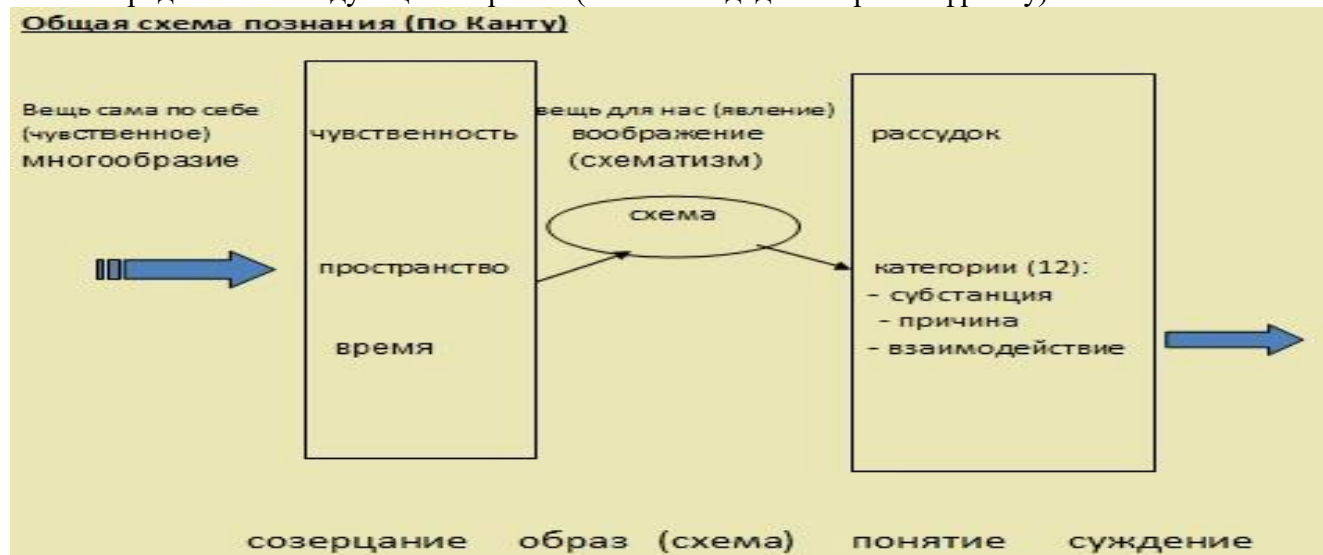 Общая схема познания (По Канту)
Вещь сама по себе
(чувственное)
многообразие
чувственность
пространство
время
вещь для нас (явление)
воображение
(схематизм)
схема
рассудок
категории (12):
- субстанция
- причина
- взаимодействие
созерцание образ (схема) понятие суждение